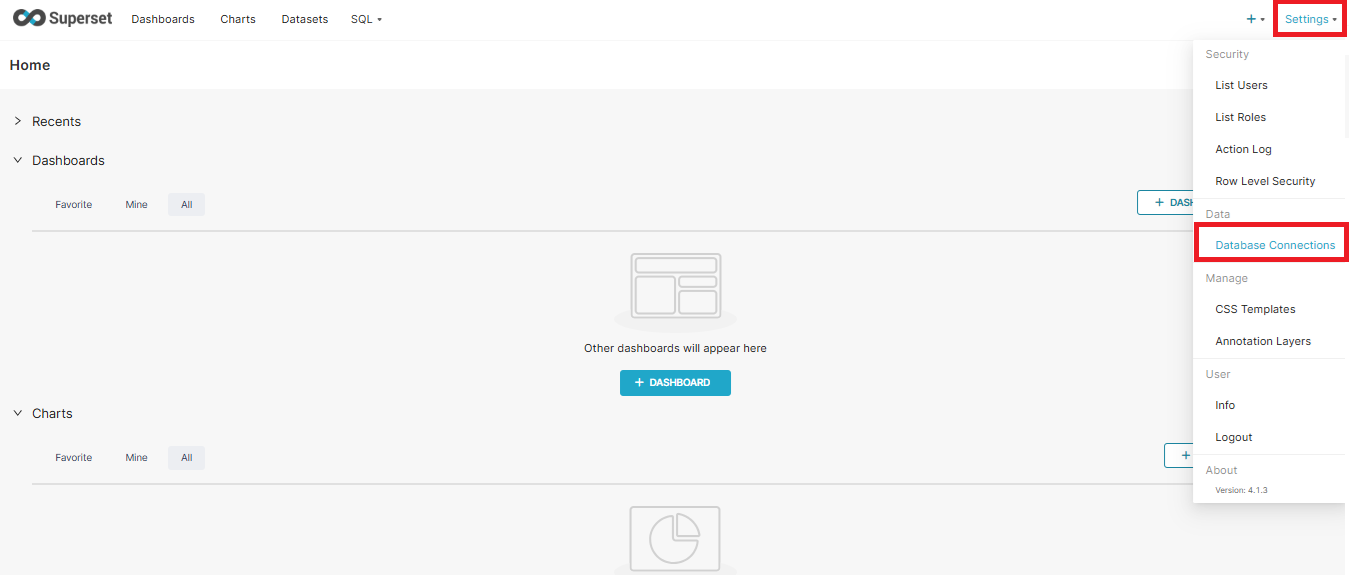 Superset Dashboards Charts Datasets SQL + Settings
Home
Security
List Users
List Roles
Action Log
Row Level Security
Data
Database Connections
Manage
CSS Templates
Annotation Layers
User
Info
Logout
About
Version: 4.1.3
Recents
Dashboards
Favorite Mine All
+ DASH
Other dashboards will appear here
+ DASHBOARD
Charts
Favorite Mine All
+